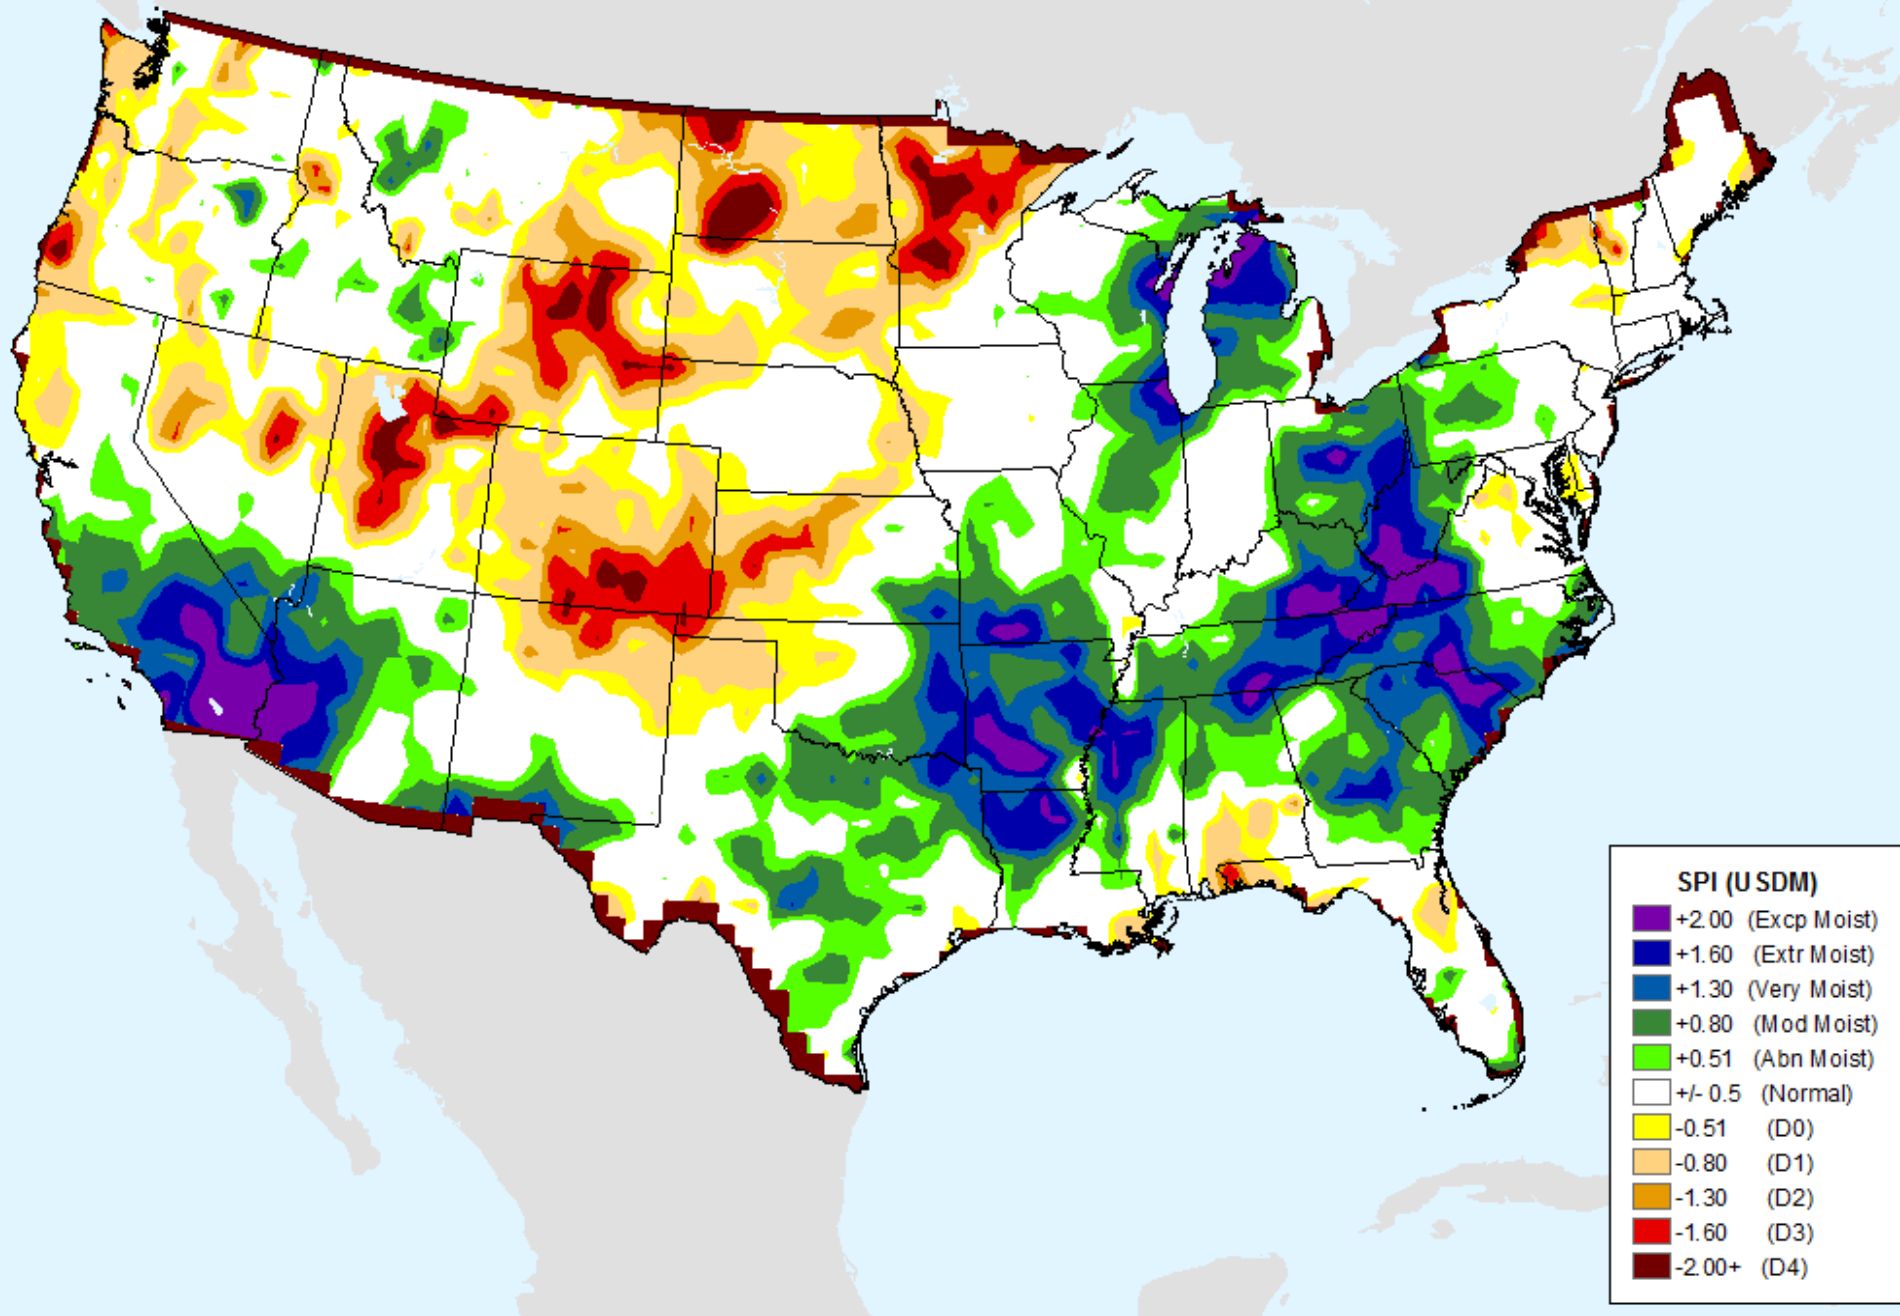 SPI (USDM)
+2.00 (Excp Moist)
+1.60 (Extr Moist)
+1.30 (Very Moist)
+0.80 (Mod Moist)
+0.51 (Abn Moist)
+/- 0.5 (Normal)
-0.51 (D0)
-0.80 (D1)
-1.30 (D2)
-1.60 (D3)
-2.00+ (D4)